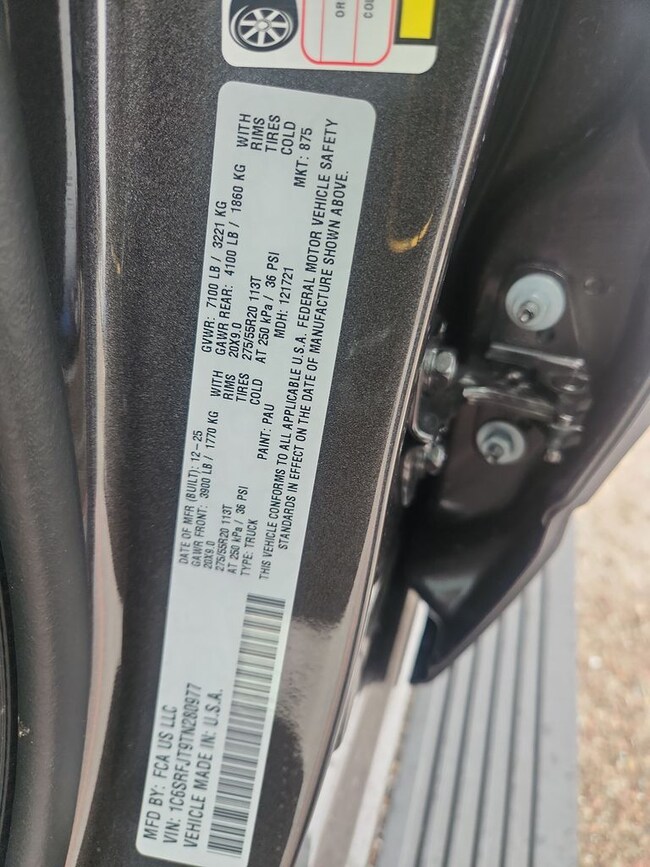 OR
CO
MFD BY: FCA US LLC
VIN: 1C6SRFJT9TN280977
VEHICLE MADE IN: U.S.A.
DATE OF MFR (BUILT): 12-25
GAWR FRONT: 3900 LB / 1770 KG WITH
20X9.0 RIMS
275/55R20 113T TIRES
AT 250 kPa / 36 PSI COLD
TYPE: TRUCK
PAINT: PAU
GVWR: 7100 LB / 3221 KG
GAWR REAR: 4100 LB / 1860 KG WITH
20X9.0 RIMS
275/55R20 113T TIRES
AT 250 kPa / 36 PSI COLD
MDH: 121721
MKT: 875
THIS VEHICLE CONFORMS TO ALL APPLICABLE U.S.A. FEDERAL MOTOR VEHICLE SAFETY
STANDARDS IN EFFECT ON THE DATE OF MANUFACTURE SHOWN ABOVE.